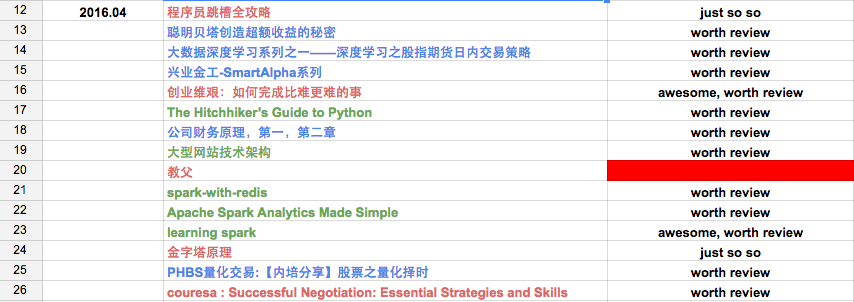 12 2016.04 程序员跳槽全攻略 just so so
13 聪明贝塔创造超额收益的秘密 worth review
14 大数据深度学习系列之一——深度学习之股指期货日内交易策略 worth review
15 兴业金工-SmartAlpha系列 worth review
16 创业维艰：如何完成比难更难的事 awesome, worth review
17 The Hitchhiker's Guide to Python worth review
18 公司财务原理，第一，第二章 worth review
19 大型网站技术架构 worth review
20 教父
21 spark-with-redis worth review
22 Apache Spark Analytics Made Simple worth review
23 learning spark awesome, worth review
24 金字塔原理 just so so
25 PHBS量化交易:【内培分享】股票之量化择时 worth review
26 couresa : Successful Negotiation: Essential Strategies and Skills worth review